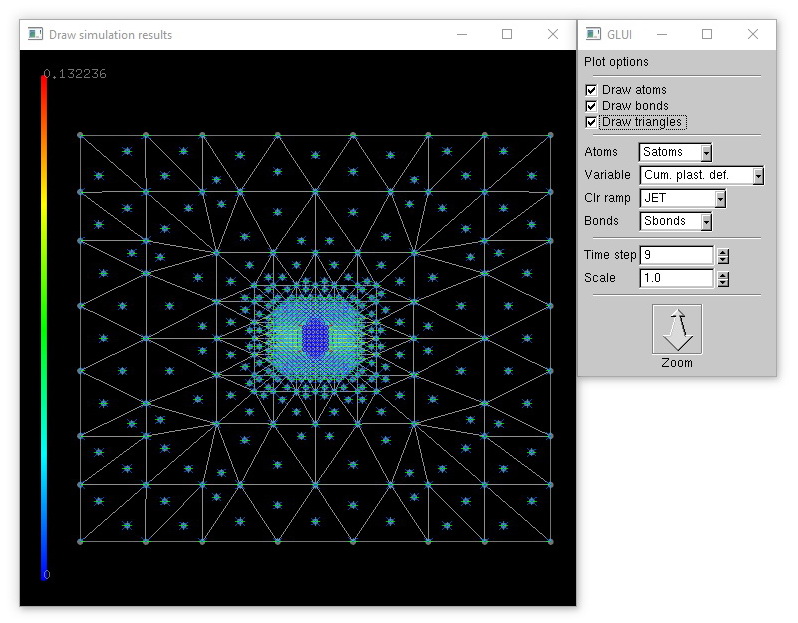 Draw simulation results
0.132236
0
GLUI
Plot options
Draw atoms
Draw bonds
Draw triangles
Atoms Satoms
Variable Cum. plast. def.
Clr ramp JET
Bonds Sbonds
Time step 9
Scale 1.0
Zoom